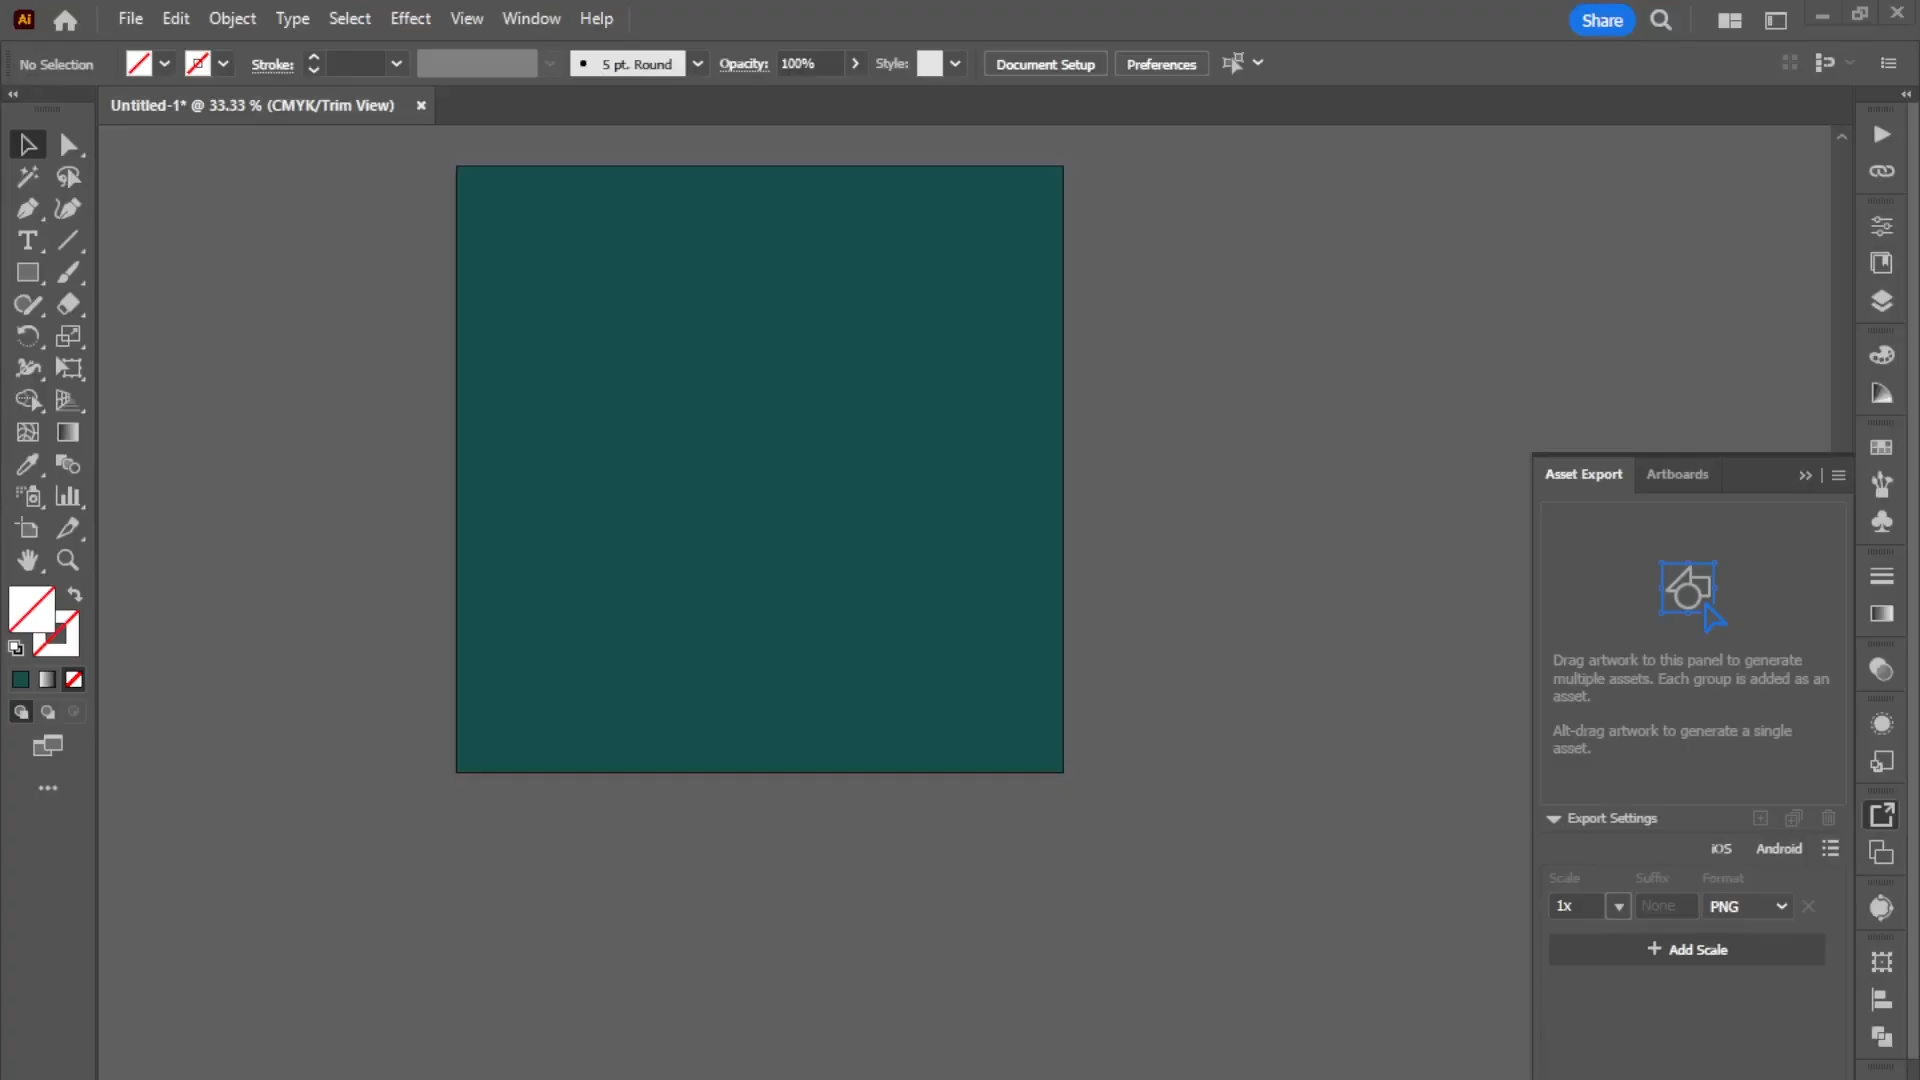 Ai
File Edit Object Type Select Effect View Window Help
Share
No Selection
Stroke:
5 pt. Round
Opacity: 100%
Style:
Document Setup
Preferences
Untitled-1* @ 33.33 % (CMYK/Trim View)
Asset Export Artboards
Drag artwork to this panel to generate
multiple assets. Each group is added as an
asset.
Alt-drag artwork to generate a single
asset.
Export Settings
iOS Android
Scale Suffix Format
1x None PNG
+ Add Scale